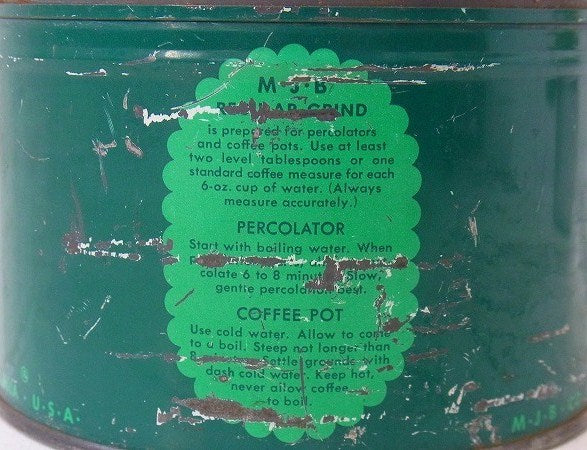 M·J·B
REGULAR GRIND
is prepared for percolators
and coffee pots. Use at least
two level tablespoons or one
standard coffee measure for each
6-oz. cup of water. (Always
measure accurately.)
PERCOLATOR
Start with boiling water. When
colate 6 to 8 minutes. Slow,
gentle percolation best.
COFFEE POT
Use cold water. Allow to come
to a boil. Steep not longer than
8 settle grounds with
dash cold water. Keep hot,
never allow coffee
to boil.
®
U·S·A·
M·J·B